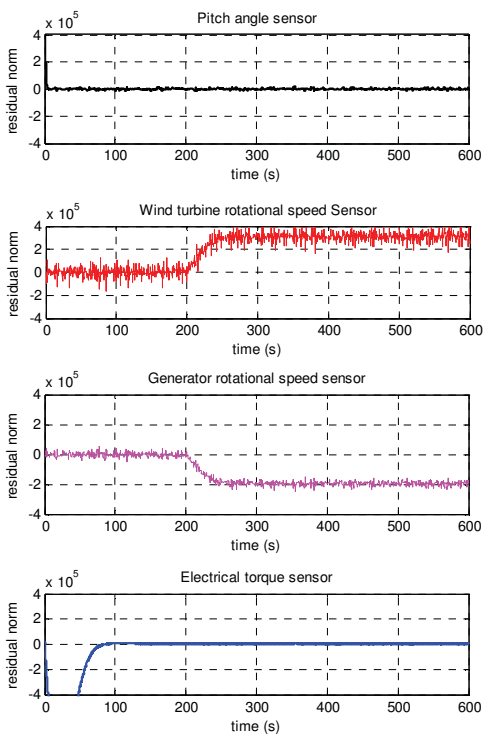 Pitch angle sensor
x 10^5
residual norm
4
2
0
-2
-4
0 100 200 300 400 500 600
time (s)
Wind turbine rotational speed Sensor
x 10^5
residual norm
4
2
0
-2
-4
0 100 200 300 400 500 600
time (s)
Generator rotational speed sensor
x 10^5
residual norm
4
2
0
-2
-4
0 100 200 300 400 500 600
time (s)
Electrical torque sensor
x 10^5
residual norm
4
2
0
-2
-4
0 100 200 300 400 500 600
time (s)